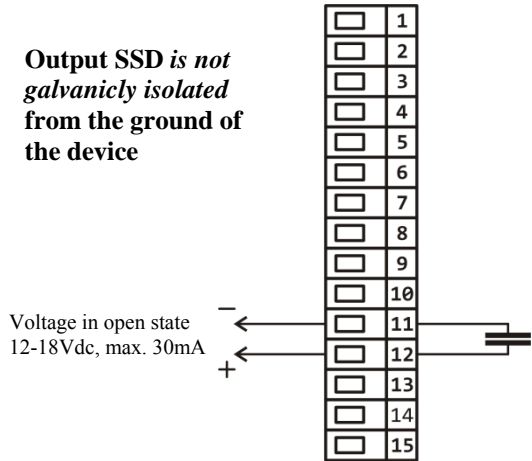 Output SSD is not
galvanicly isolated
from the ground of
the device
1
2
3
4
5
6
7
8
9
10
11
12
13
14
15
−
Voltage in open state
12-18Vdc, max. 30mA
+